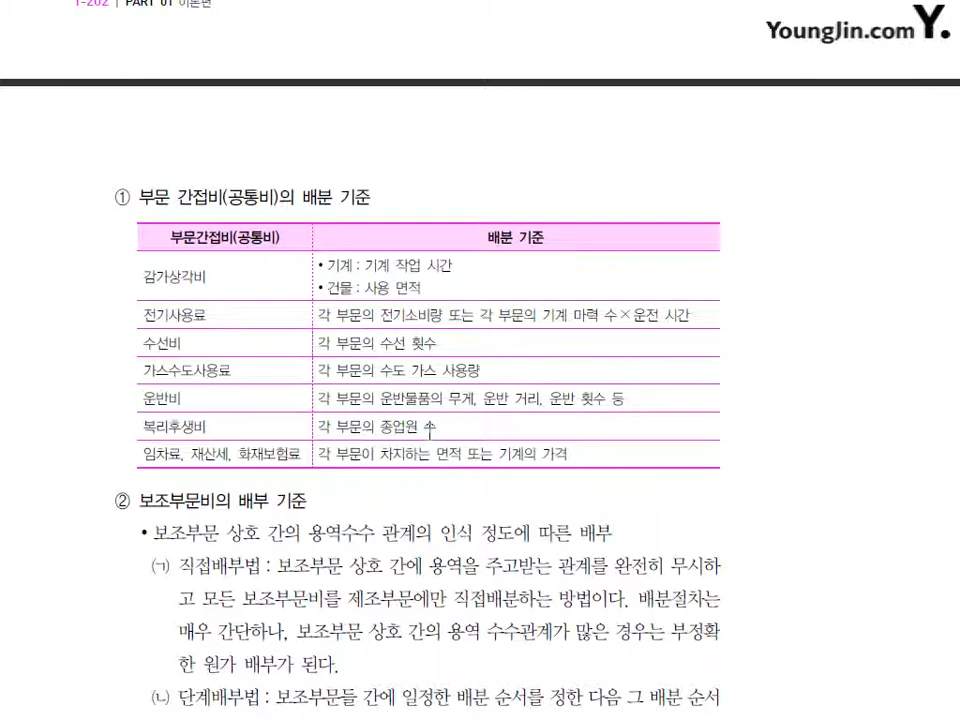 1-202 | PART 01 이론편
YoungJin.com Y.
① 부문 간접비(공통비)의 배분 기준
부문간접비(공통비) 배분 기준
감가상각비
• 기계 : 기계 작업 시간
• 건물 : 사용 면적
전기사용료 각 부문의 전기소비량 또는 각 부문의 기계 마력 수×운전 시간
수선비 각 부문의 수선 횟수
가스수도사용료 각 부문의 수도 가스 사용량
운반비 각 부문의 운반물품의 무게, 운반 거리, 운반 횟수 등
복리후생비 각 부문의 종업원 수
임차료, 재산세, 화재보험료 각 부문이 차지하는 면적 또는 기계의 가격
② 보조부문비의 배부 기준
• 보조부문 상호 간의 용역수수 관계의 인식 정도에 따른 배부
㈀ 직접배부법 : 보조부문 상호 간에 용역을 주고받는 관계를 완전히 무시하
고 모든 보조부문비를 제조부문에만 직접배분하는 방법이다. 배분절차는
매우 간단하나, 보조부문 상호 간의 용역 수수관계가 많은 경우는 부정확
한 원가 배부가 된다.
㈁ 단계배부법 : 보조부문들 간에 일정한 배분 순서를 정한 다음 그 배분 순서